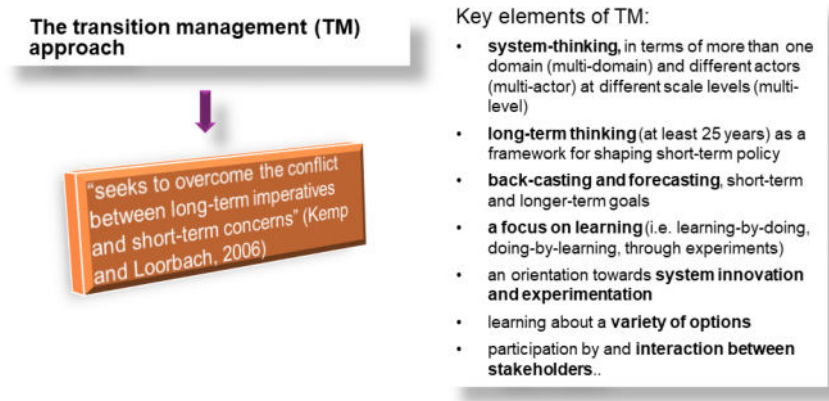 The transition management (TM)
approach
“seeks to overcome the conflict
between long-term imperatives
and short-term concerns” (Kemp
and Loorbach, 2006)
Key elements of TM:
• system-thinking, in terms of more than one
domain (multi-domain) and different actors
(multi-actor) at different scale levels (multi-
level)
• long-term thinking (at least 25 years) as a
framework for shaping short-term policy
• back-casting and forecasting, short-term
and longer-term goals
• a focus on learning (i.e. learning-by-doing,
doing-by-learning, through experiments)
• an orientation towards system innovation
and experimentation
• learning about a variety of options
• participation by and interaction between
stakeholders..